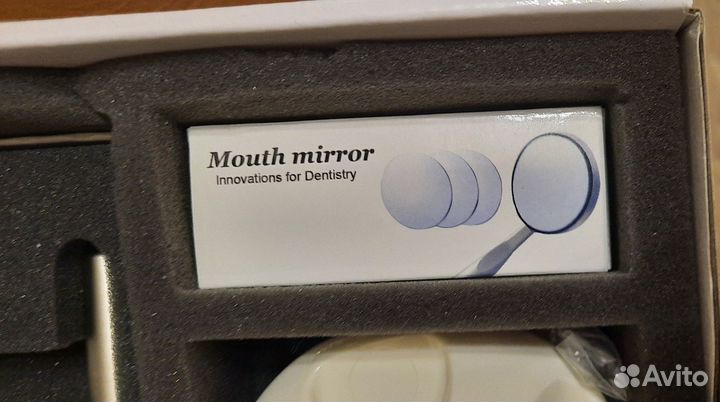 Mouth mirror
Innovations for Dentistry
Avito